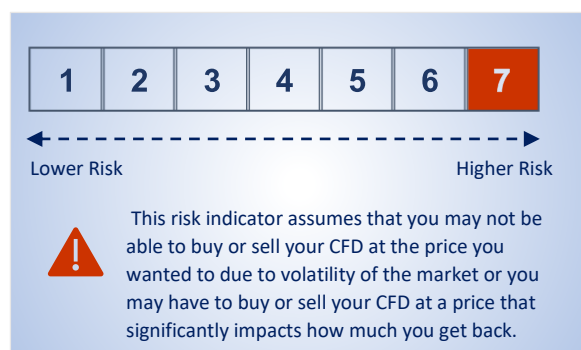 1 2 3 4 5 6 7
Lower Risk Higher Risk
This risk indicator assumes that you may not be
able to buy or sell your CFD at the price you
wanted to due to volatility of the market or you
may have to buy or sell your CFD at a price that
significantly impacts how much you get back.